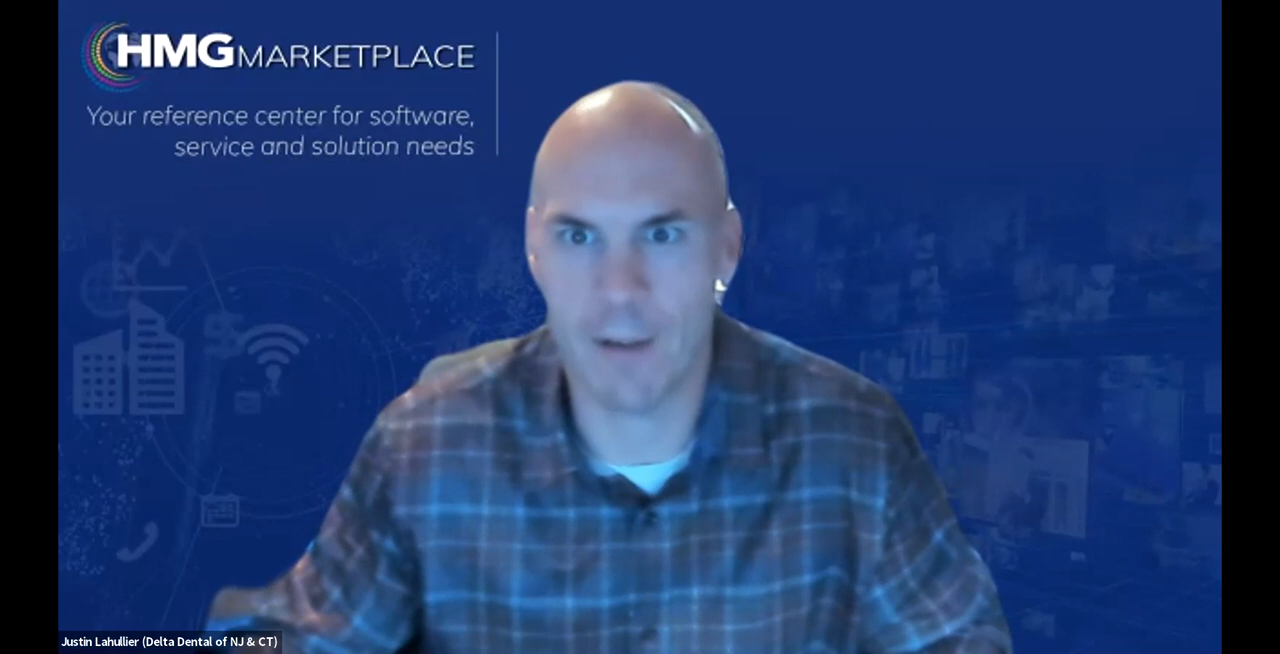 HMG MARKETPLACE
Your reference center for software,
service and solution needs
Justin Lahullier (Delta Dental of NJ & CT)